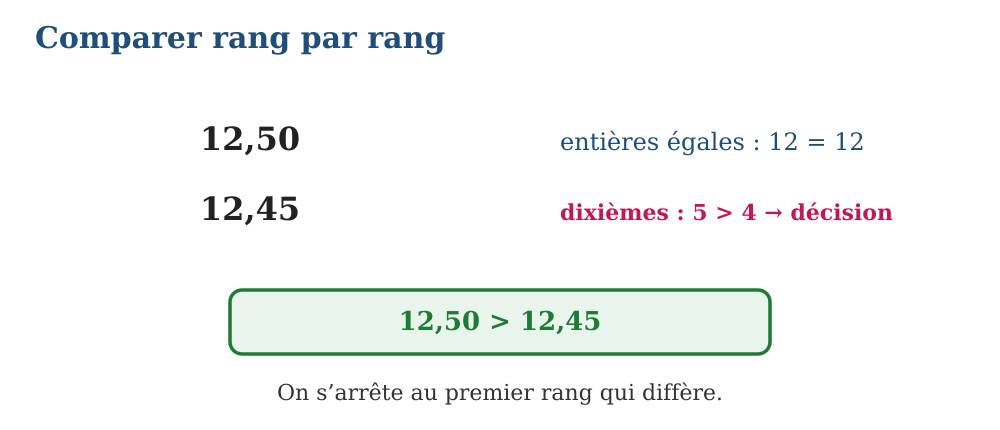 Comparer rang par rang
12,50
entières égales : 12 = 12
12,45
dixièmes : 5 > 4 → décision
12,50 > 12,45
On s’arrête au premier rang qui diffère.